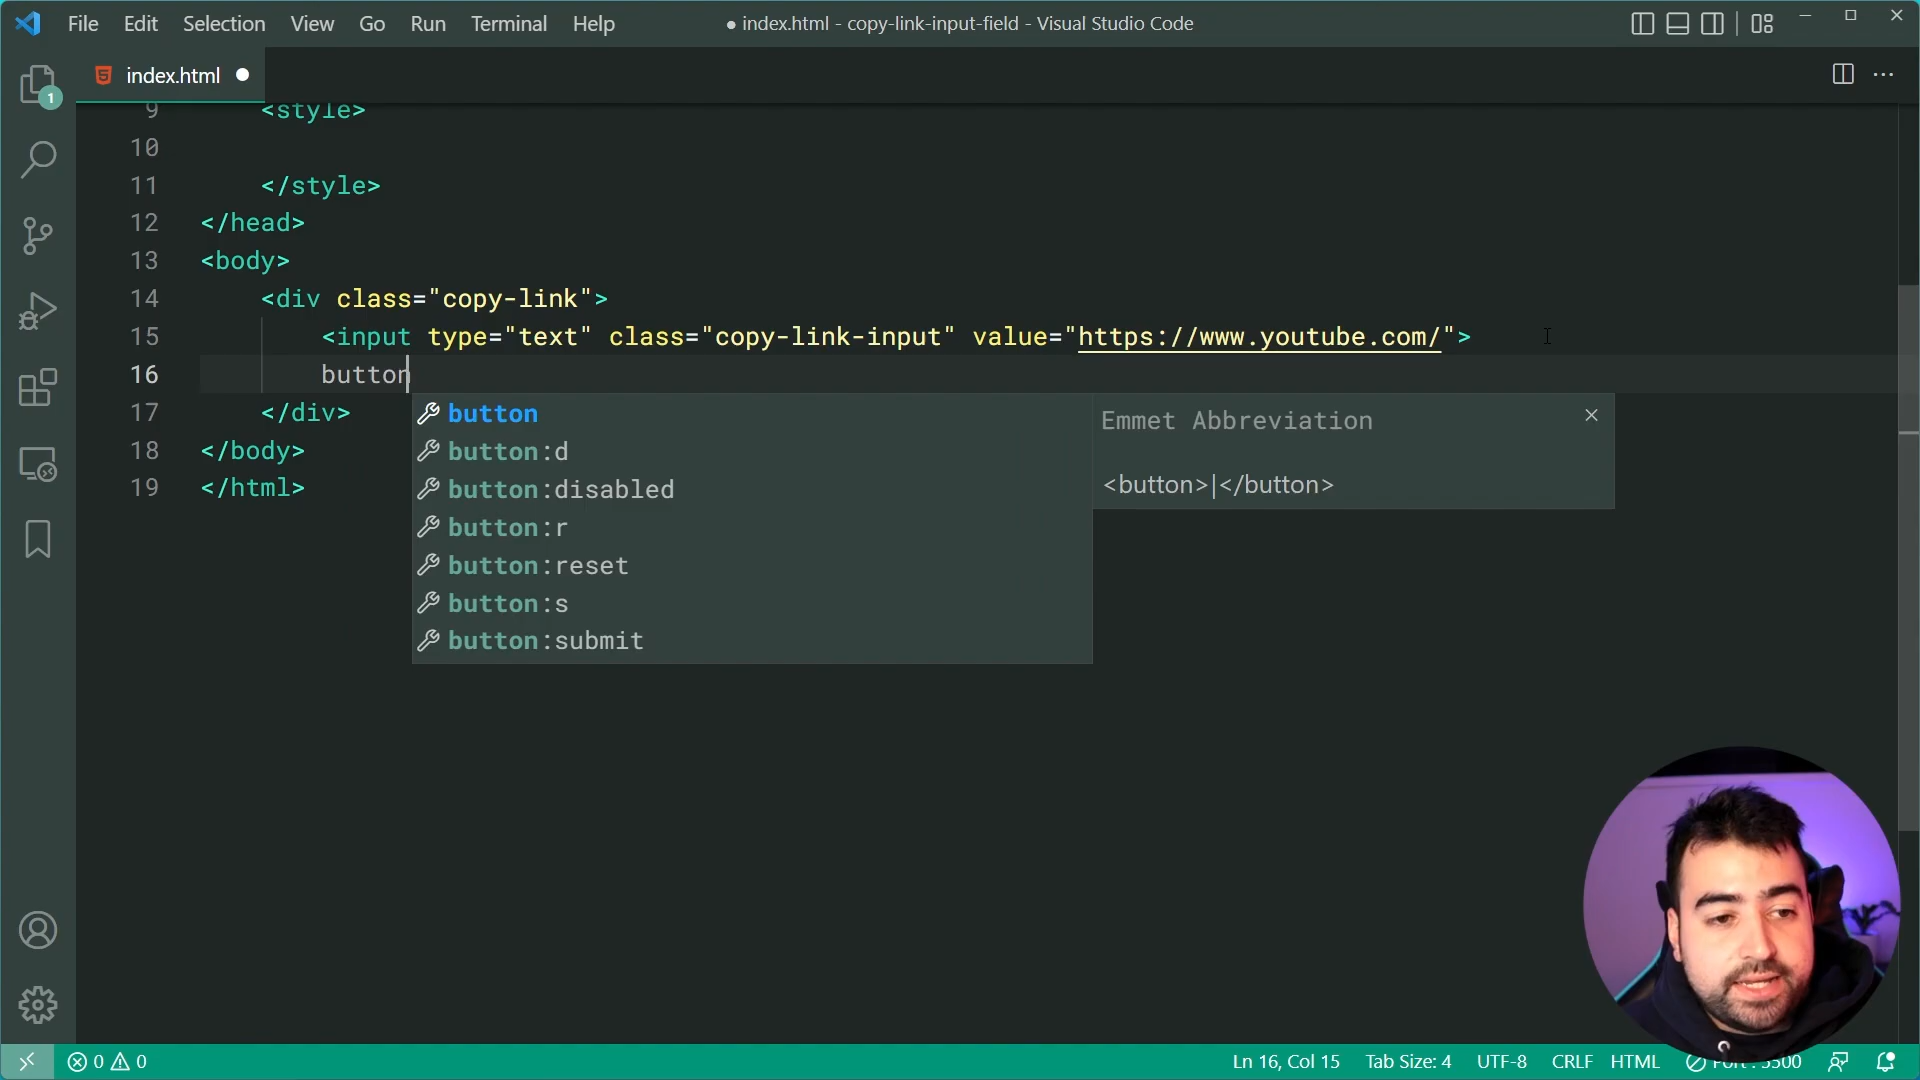 File Edit Selection View Go Run Terminal Help
● index.html - copy-link-input-field - Visual Studio Code
index.html
1
9 <style>
10
11 </style>
12 </head>
13 <body>
14 <div class="copy-link">
15 <input type="text" class="copy-link-input" value="https://www.youtube.com/">
16 button
17 </div>
18 </body>
19 </html>
button
button:d
button:disabled
button:r
button:reset
button:s
button:submit
Emmet Abbreviation
<button>|</button>
0 0
Ln 16, Col 15 Tab Size: 4 UTF-8 CRLF HTML Port : 5500